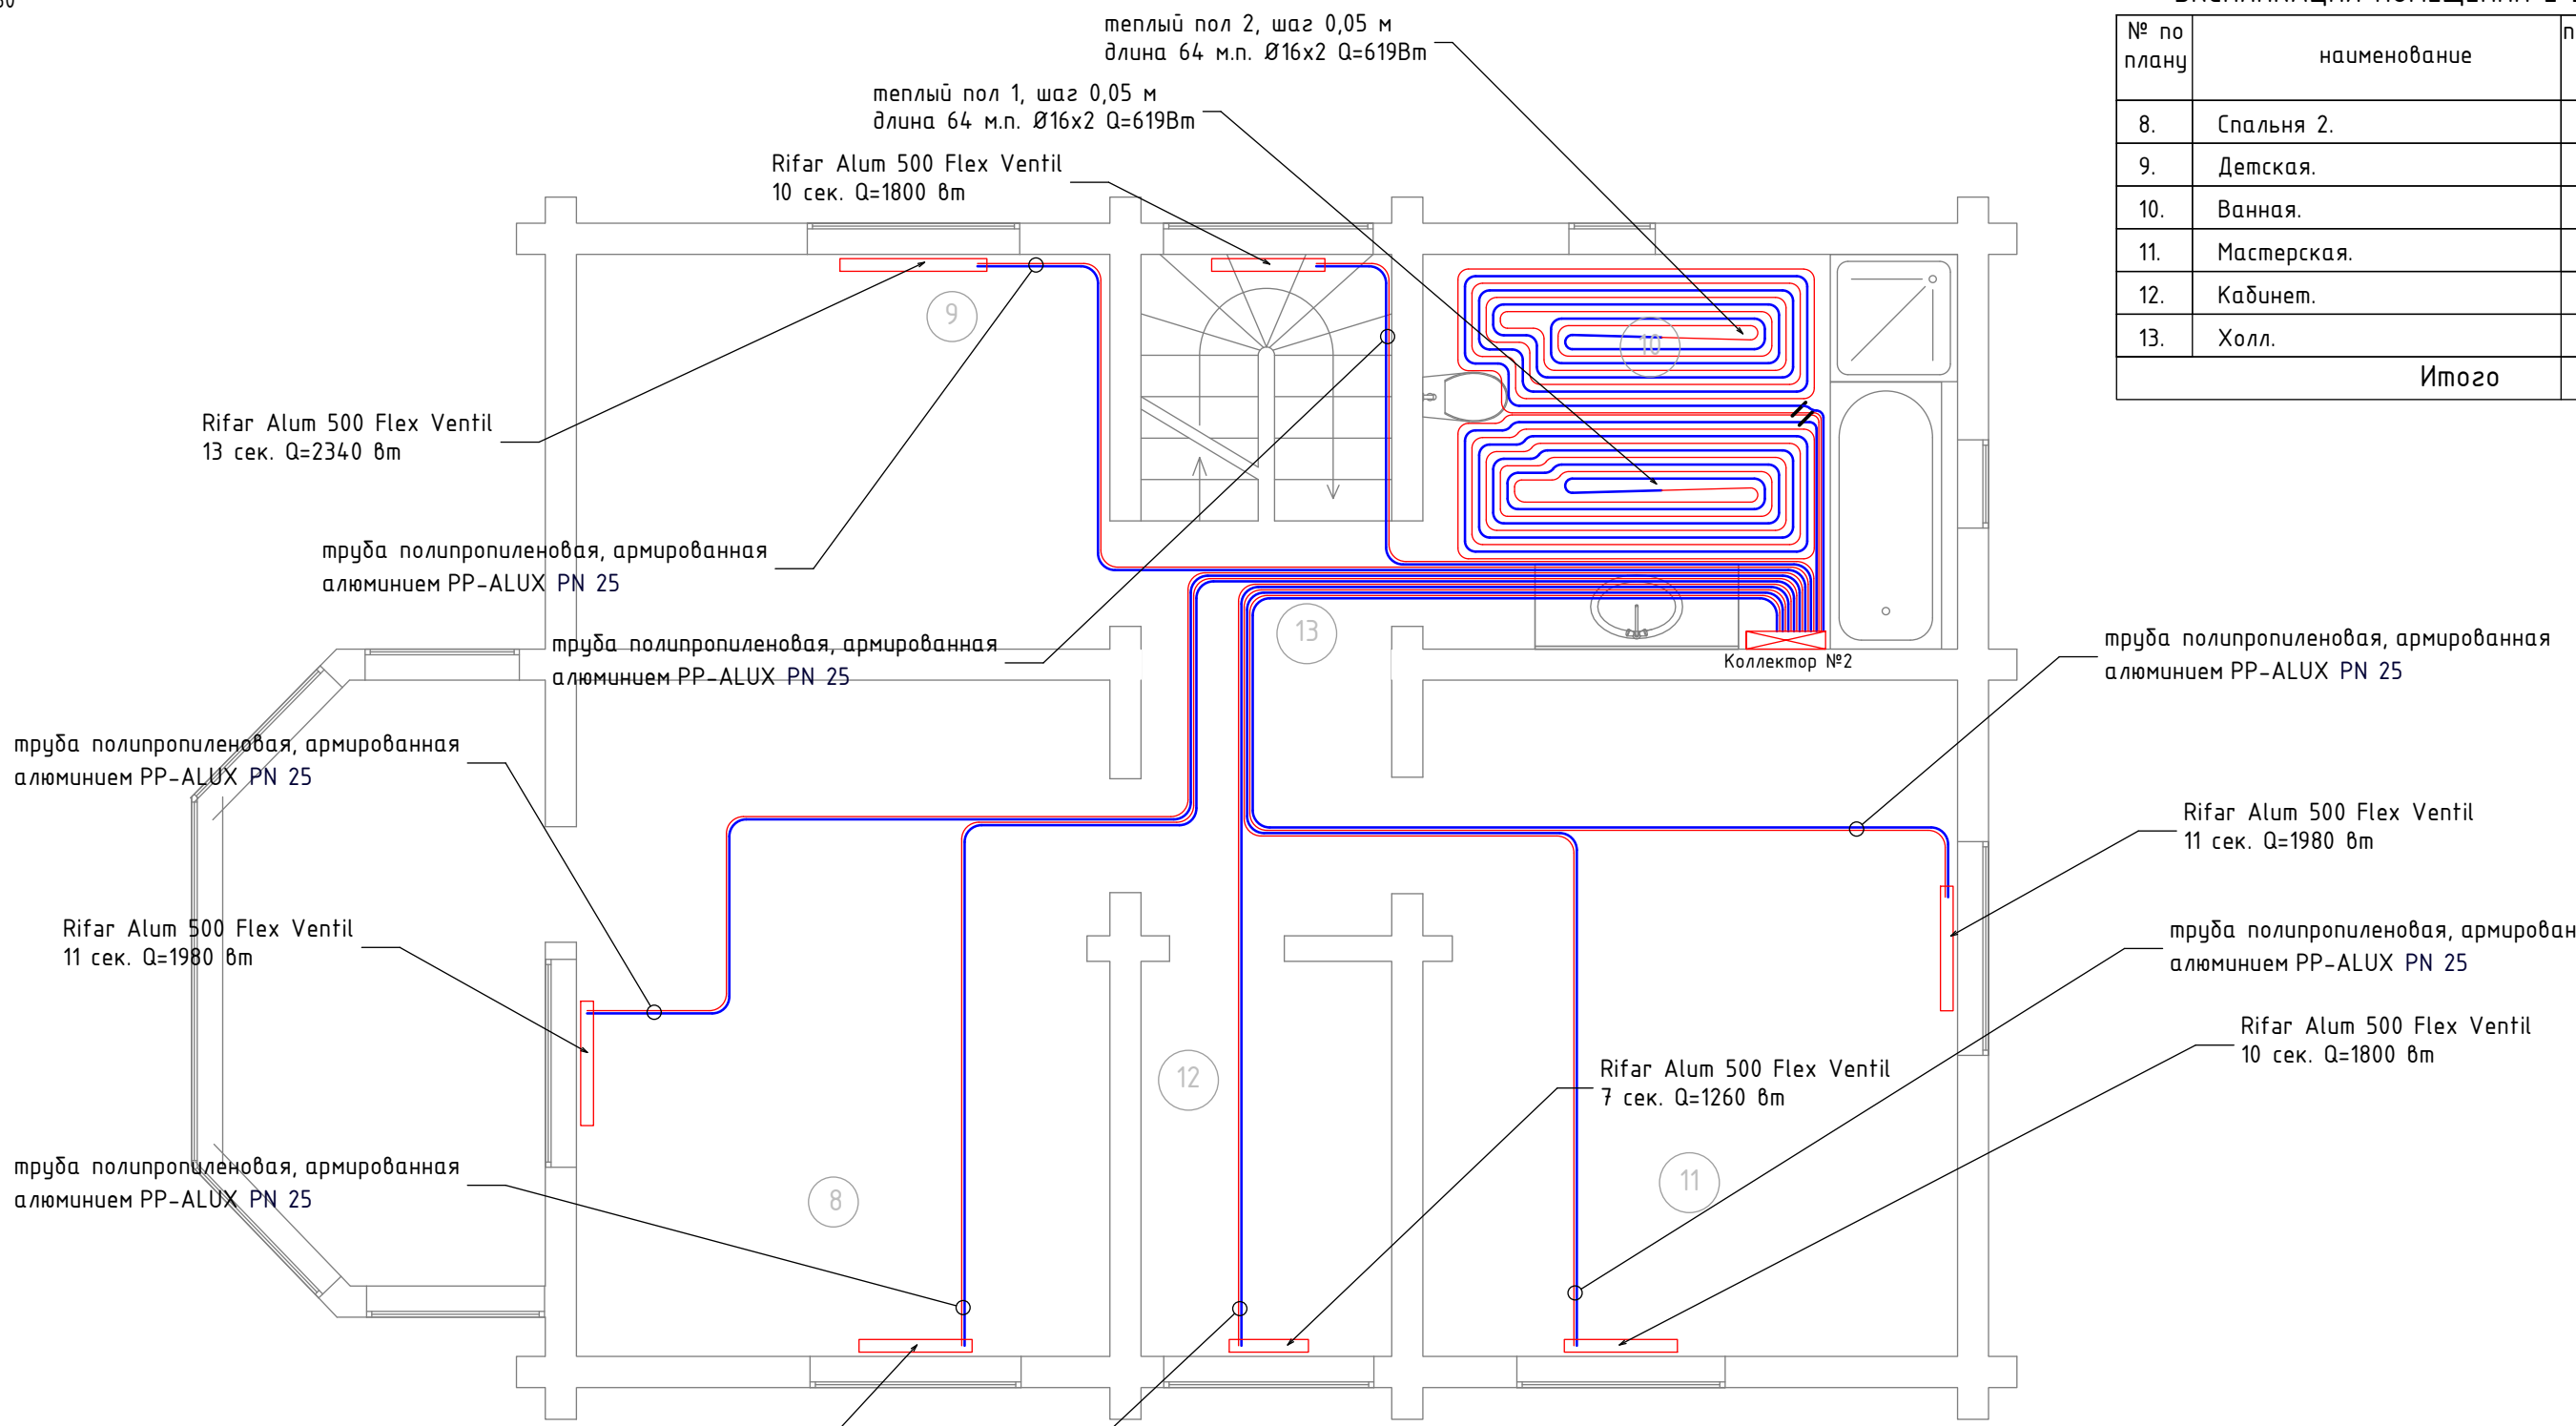 теплый пол 2, шаг 0,05 м
длина 64 м.п. Ø16х2 Q=619Вт
теплый пол 1, шаг 0,05 м
длина 64 м.п. Ø16х2 Q=619Вт
Rifar Alum 500 Flex Ventil
10 сек. Q=1800 вт
№ по
плану
наименование
8. Спальня 2.
9. Детская.
10. Ванная.
11. Мастерская.
12. Кабинет.
13. Холл.
Итого
9
10
Rifar Alum 500 Flex Ventil
13 сек. Q=2340 вт
труба полипропиленовая, армированная
алюминием PP-ALUX PN 25
труба полипропиленовая, армированная
алюминием PP-ALUX PN 25
13
Коллектор №2
труба полипропиленовая, армированная
алюминием PP-ALUX PN 25
труба полипропиленовая, армированная
алюминием PP-ALUX PN 25
Rifar Alum 500 Flex Ventil
11 сек. Q=1980 вт
Rifar Alum 500 Flex Ventil
11 сек. Q=1980 вт
труба полипропиленовая, армирован
алюминием PP-ALUX PN 25
Rifar Alum 500 Flex Ventil
10 сек. Q=1800 вт
Rifar Alum 500 Flex Ventil
7 сек. Q=1260 вт
12
труба полипропиленовая, армированная
алюминием PP-ALUX PN 25
8
11